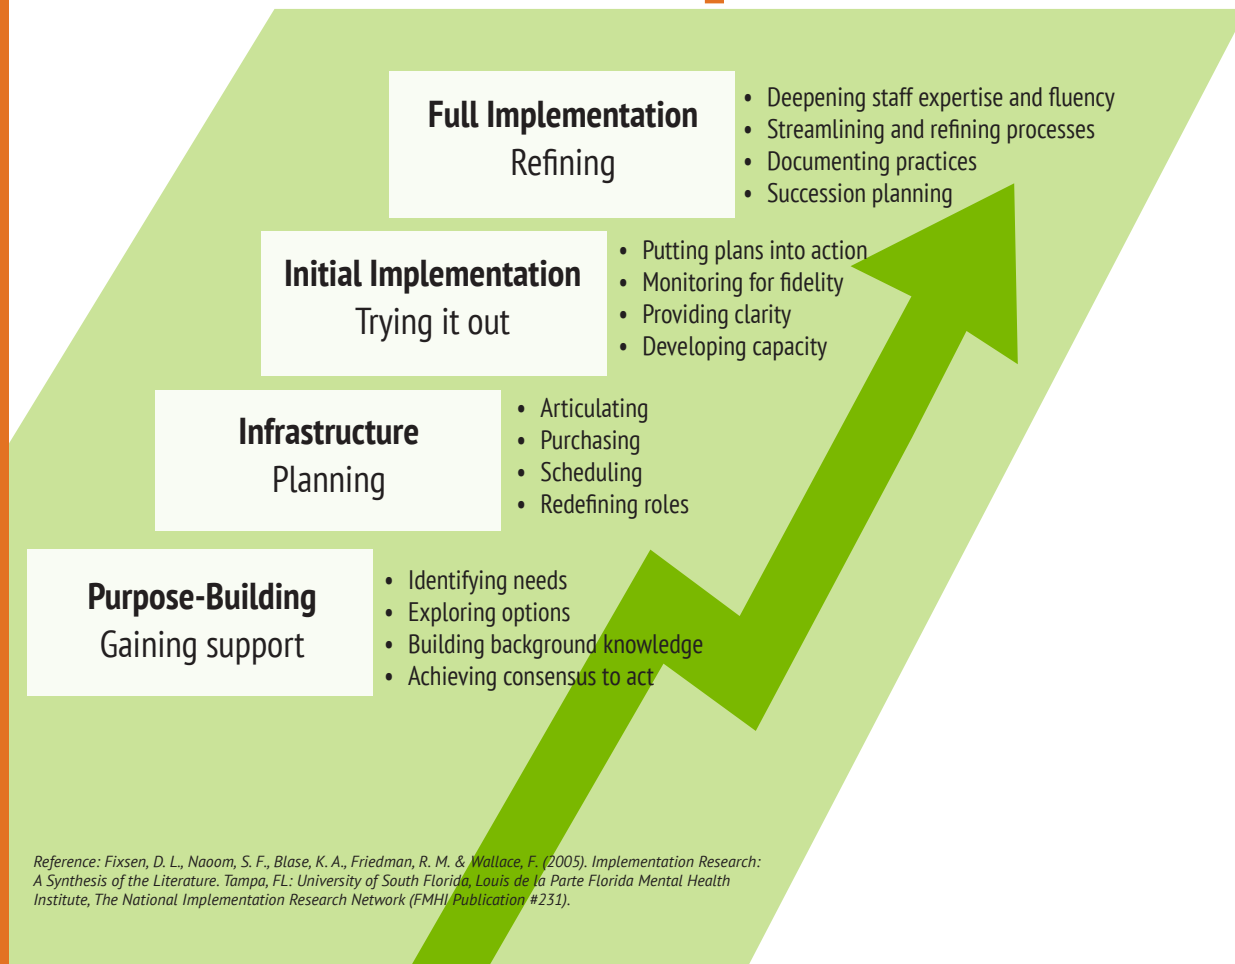 Full Implementation
Refining
• Deepening staff expertise and fluency
• Streamlining and refining processes
• Documenting practices
• Succession planning
Initial Implementation
Trying it out
• Putting plans into action
• Monitoring for fidelity
• Providing clarity
• Developing capacity
Infrastructure
Planning
• Articulating
• Purchasing
• Scheduling
• Redefining roles
Purpose-Building
Gaining support
• Identifying needs
• Exploring options
• Building background knowledge
• Achieving consensus to act
Reference: Fixsen, D. L., Naoom, S. F., Blase, K. A., Friedman, R. M. & Wallace, F. (2005). Implementation Research:
A Synthesis of the Literature. Tampa, FL: University of South Florida, Louis de la Parte Florida Mental Health
Institute, The National Implementation Research Network (FMHI Publication #231).